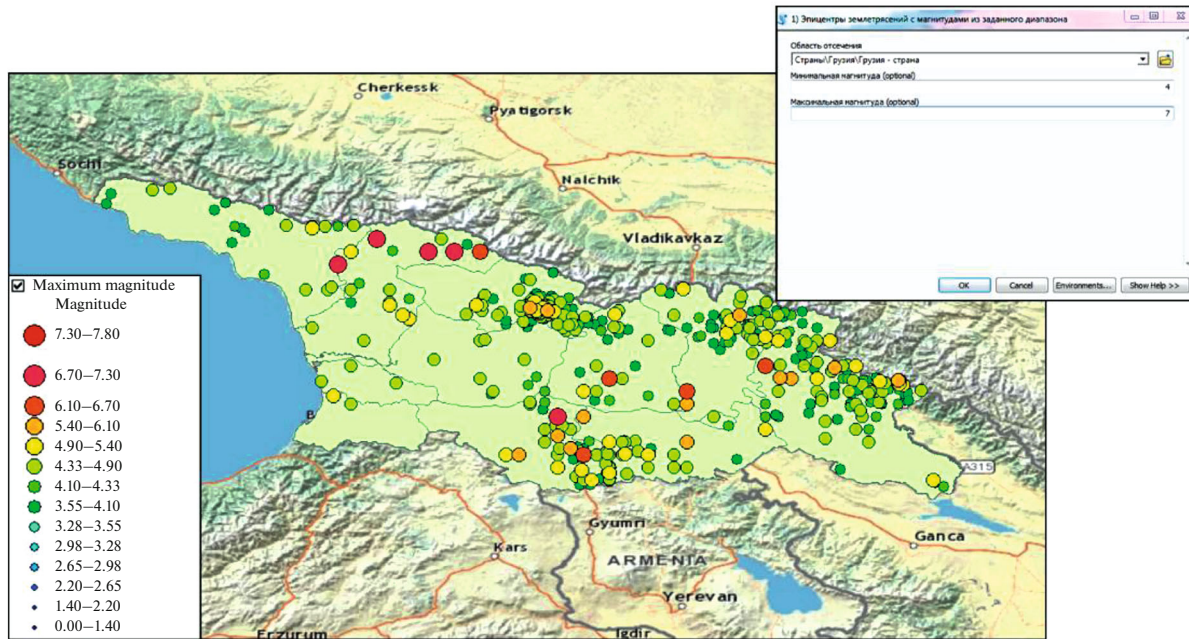 1) Эпицентры землетрясений с магнитудами из заданного диапазона
Область отсечения
Страны\Грузия\Грузия - страна
Минимальная магнитуда (optional)
4
Максимальная магнитуда (optional)
7
OK
Cancel
Environments...
Show Help >>
Cherkessk
Pyatigorsk
Sochi
Nalchik
Vladikavkaz
B
Maximum magnitude
Magnitude
7.30–7.80
6.70–7.30
6.10–6.70
5.40–6.10
4.90–5.40
4.33–4.90
4.10–4.33
3.55–4.10
3.28–3.55
2.98–3.28
2.65–2.98
2.20–2.65
1.40–2.20
0.00–1.40
A315
Gyumri
Ganca
Kars
ARMENIA
Yerevan
Erzurum
Igdir